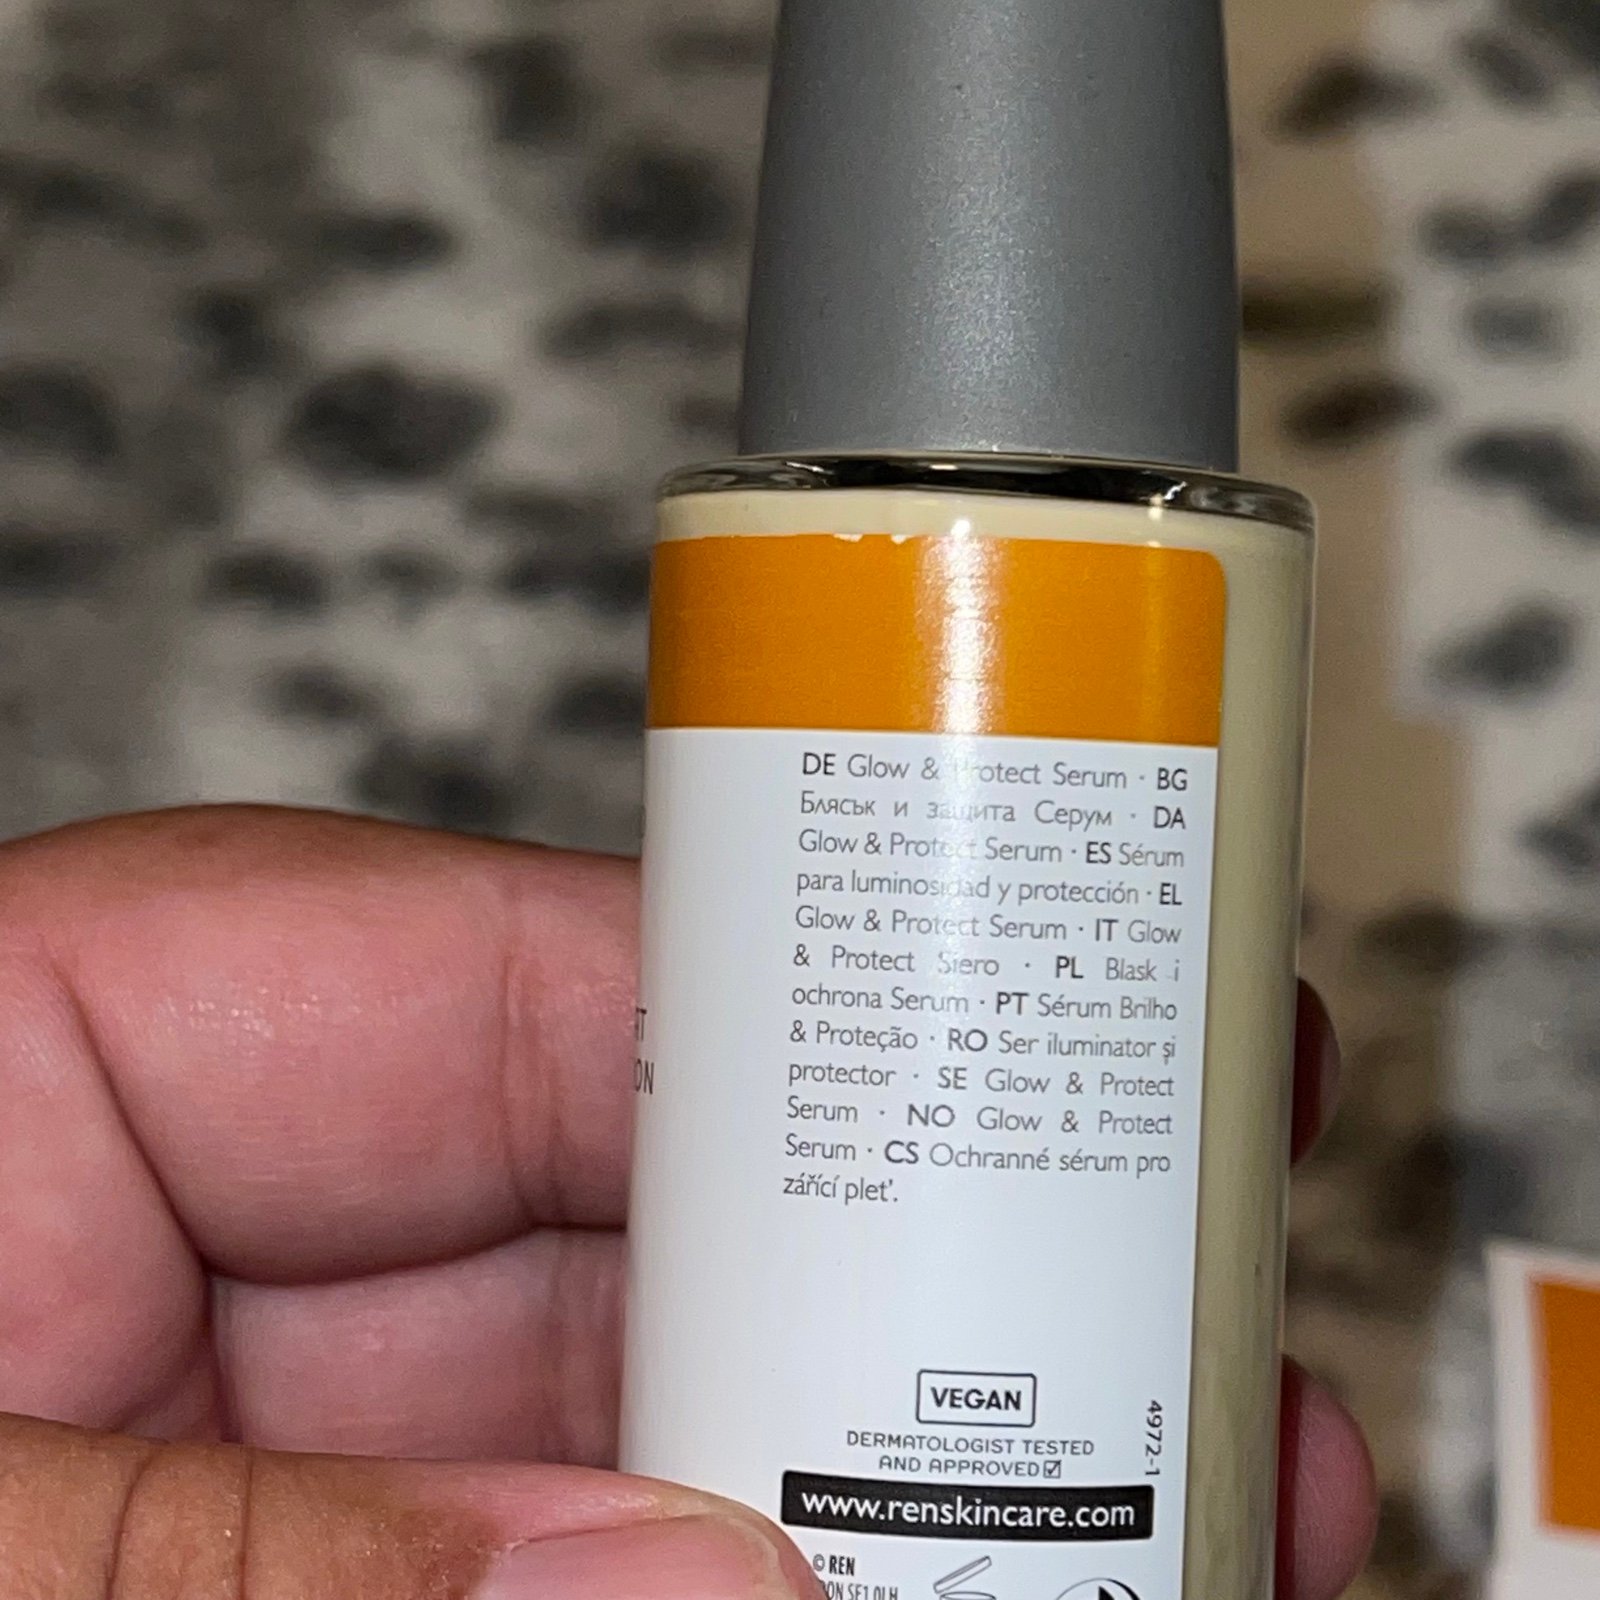 DE Glow & Protect Serum · BG
Блясък и защита Серум · DA
Glow & Protect Serum · ES Sérum
para luminosidad y protección · EL
Glow & Protect Serum · IT Glow
& Protect Siero · PL Blask i
ochrona Serum · PT Sérum Brilho
& Proteção · RO Ser iluminator și
protector · SE Glow & Protect
Serum · NO Glow & Protect
Serum · CS Ochranné sérum pro
zářící pleť.
VEGAN
DERMATOLOGIST TESTED
AND APPROVED
4972-1
www.renskincare.com
© REN
SE1 0LH